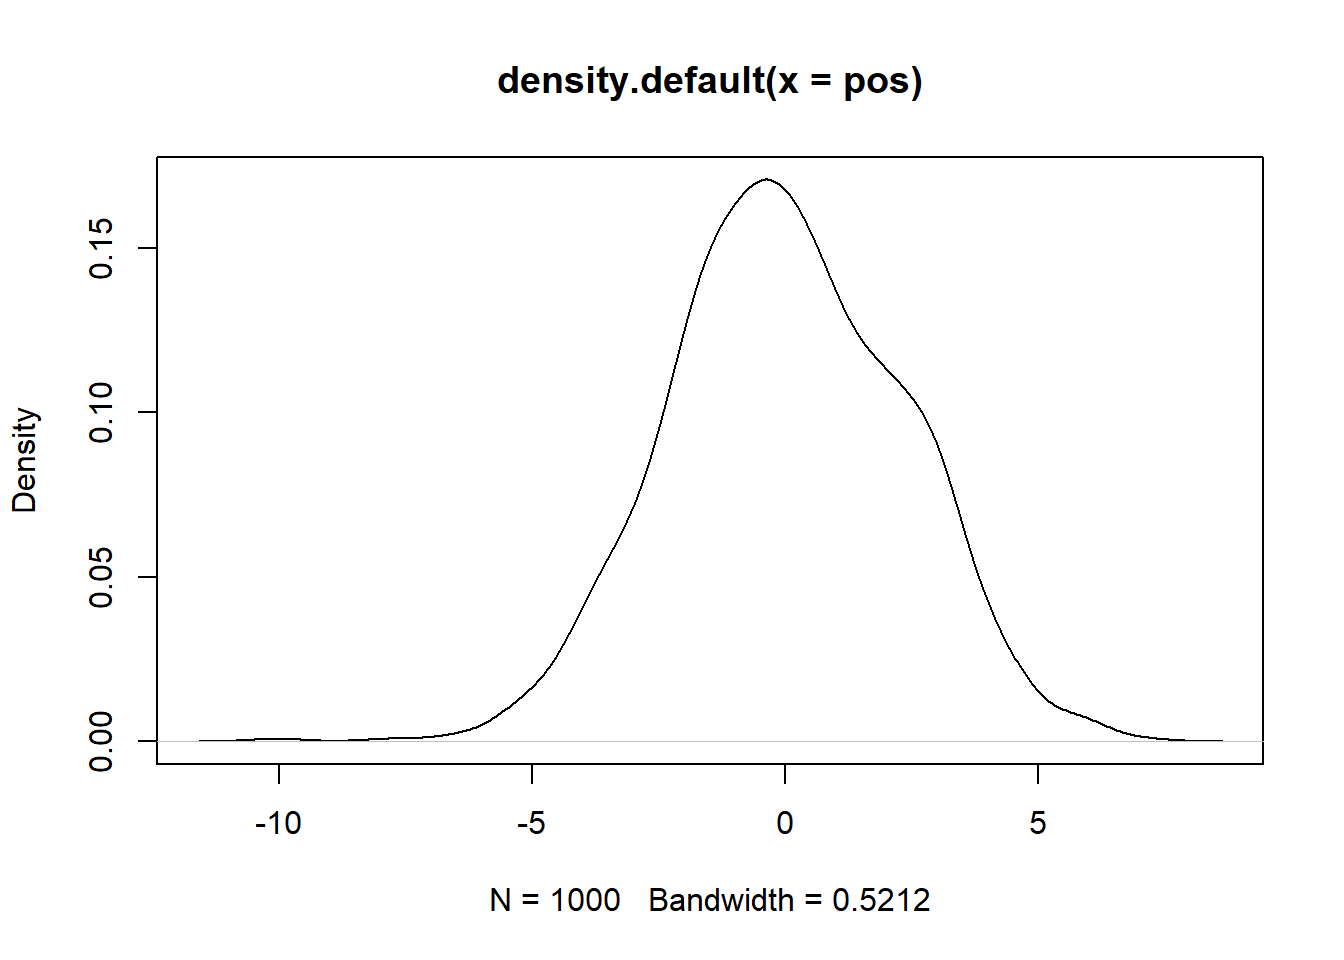 density.default(x = pos)
Density
0.15
0.10
0.05
0.00
-10 -5 0 5
N = 1000   Bandwidth = 0.5212